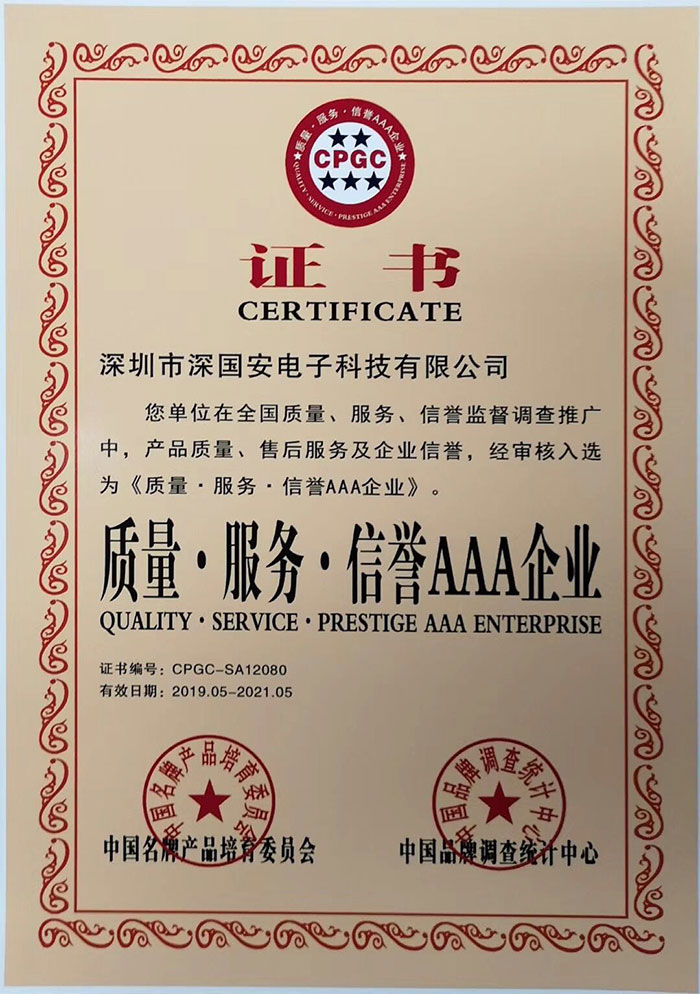 质量·服务·信誉AAA企业
CPGC
QUALITY·SERVICE·PRESTIGE AAA ENTERPRISE
证书
CERTIFICATE
深圳市深国安电子科技有限公司
您单位在全国质量、服务、信誉监督调查推广
中，产品质量、售后服务及企业信誉，经审核入选
为《质量·服务·信誉AAA企业》。
质量·服务·信誉AAA企业
QUALITY·SERVICE·PRESTIGE AAA ENTERPRISE
证书编号：CPGC-SA12080
有效日期：2019.05-2021.05
中国名牌产品培育委员会
中国品牌调查统计中心
中国名牌产品培育委员会
中国品牌调查统计中心